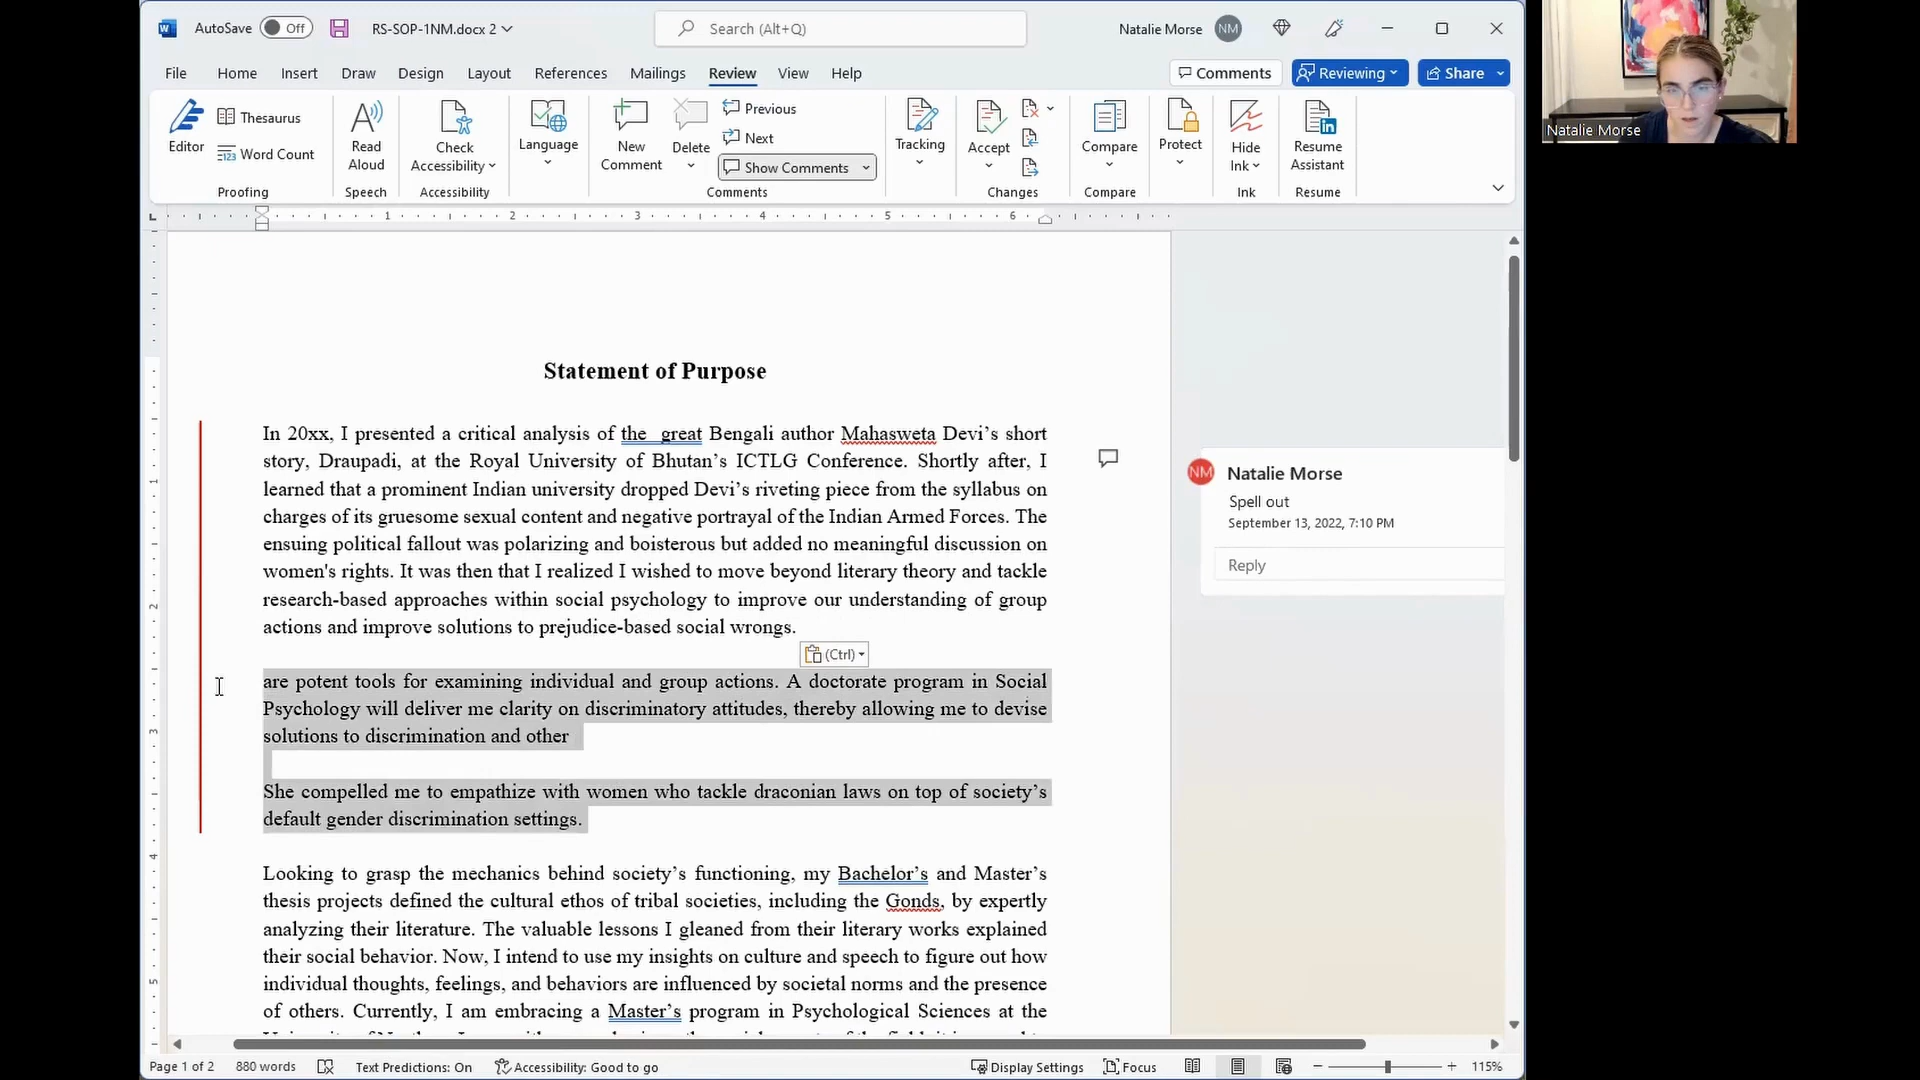 AutoSave Off RS-SOP-1NM.docx 2 Search (Alt+Q) Natalie Morse NM
File Home Insert Draw Design Layout References Mailings Review View Help Comments Reviewing Share
Editor Thesaurus Word Count Read Aloud Check Accessibility Language New Comment Delete Previous Next Show Comments Tracking Accept Compare Protect Hide Ink Resume Assistant
Proofing Speech Accessibility Comments Changes Compare Ink Resume
1 2 3 4 5 6
Natalie Morse
Statement of Purpose
In 20xx, I presented a critical analysis of the great Bengali author Mahasweta Devi’s short
story, Draupadi, at the Royal University of Bhutan’s ICTLG Conference. Shortly after, I
learned that a prominent Indian university dropped Devi’s riveting piece from the syllabus on
charges of its gruesome sexual content and negative portrayal of the Indian Armed Forces. The
ensuing political fallout was polarizing and boisterous but added no meaningful discussion on
women's rights. It was then that I realized I wished to move beyond literary theory and tackle
research-based approaches within social psychology to improve our understanding of group
actions and improve solutions to prejudice-based social wrongs.
(Ctrl)
are potent tools for examining individual and group actions. A doctorate program in Social
Psychology will deliver me clarity on discriminatory attitudes, thereby allowing me to devise
solutions to discrimination and other
She compelled me to empathize with women who tackle draconian laws on top of society’s
default gender discrimination settings.
Looking to grasp the mechanics behind society’s functioning, my Bachelor’s and Master’s
thesis projects defined the cultural ethos of tribal societies, including the Gonds, by expertly
analyzing their literature. The valuable lessons I gleaned from their literary works explained
their social behavior. Now, I intend to use my insights on culture and speech to figure out how
individual thoughts, feelings, and behaviors are influenced by societal norms and the presence
of others. Currently, I am embracing a Master’s program in Psychological Sciences at the
NM Natalie Morse
Spell out
September 13, 2022, 7:10 PM
Reply
1
2
3
4
5
Page 1 of 2 880 words Text Predictions: On Accessibility: Good to go Display Settings Focus 115%